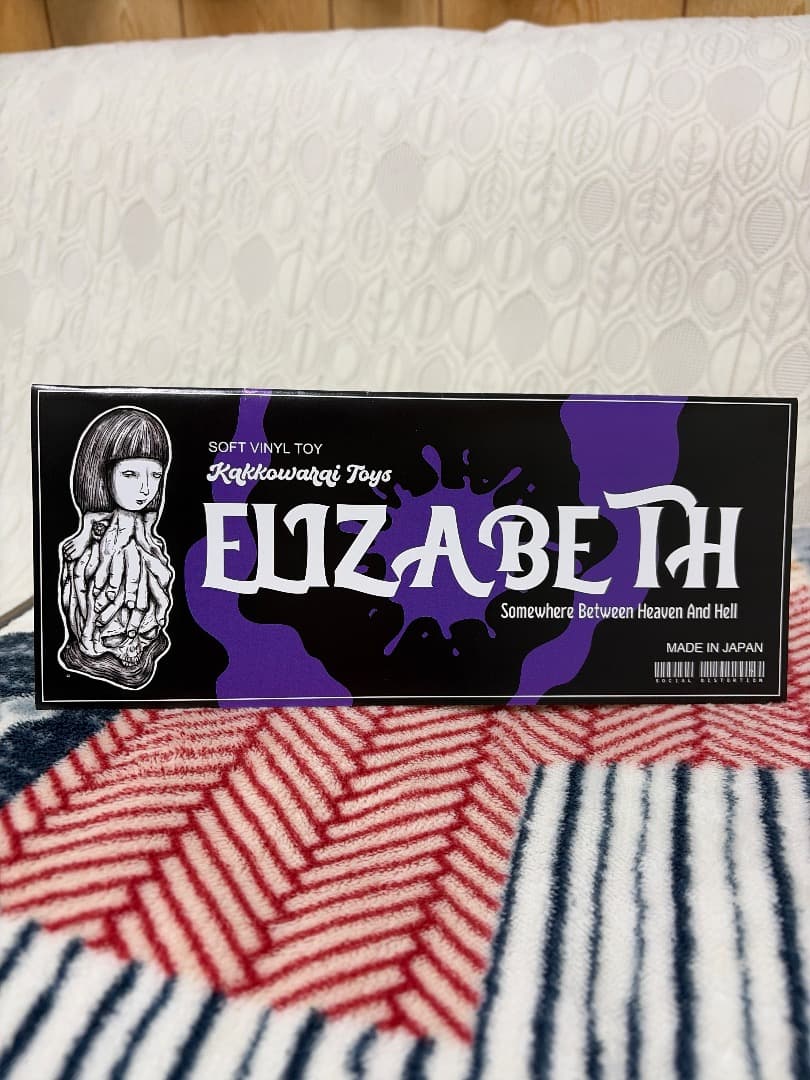 SOFT VINYL TOY
Kakkowarai Toys
ELIZABETH
Somewhere Between Heaven And Hell
MADE IN JAPAN
SOCIAL DISTORTION